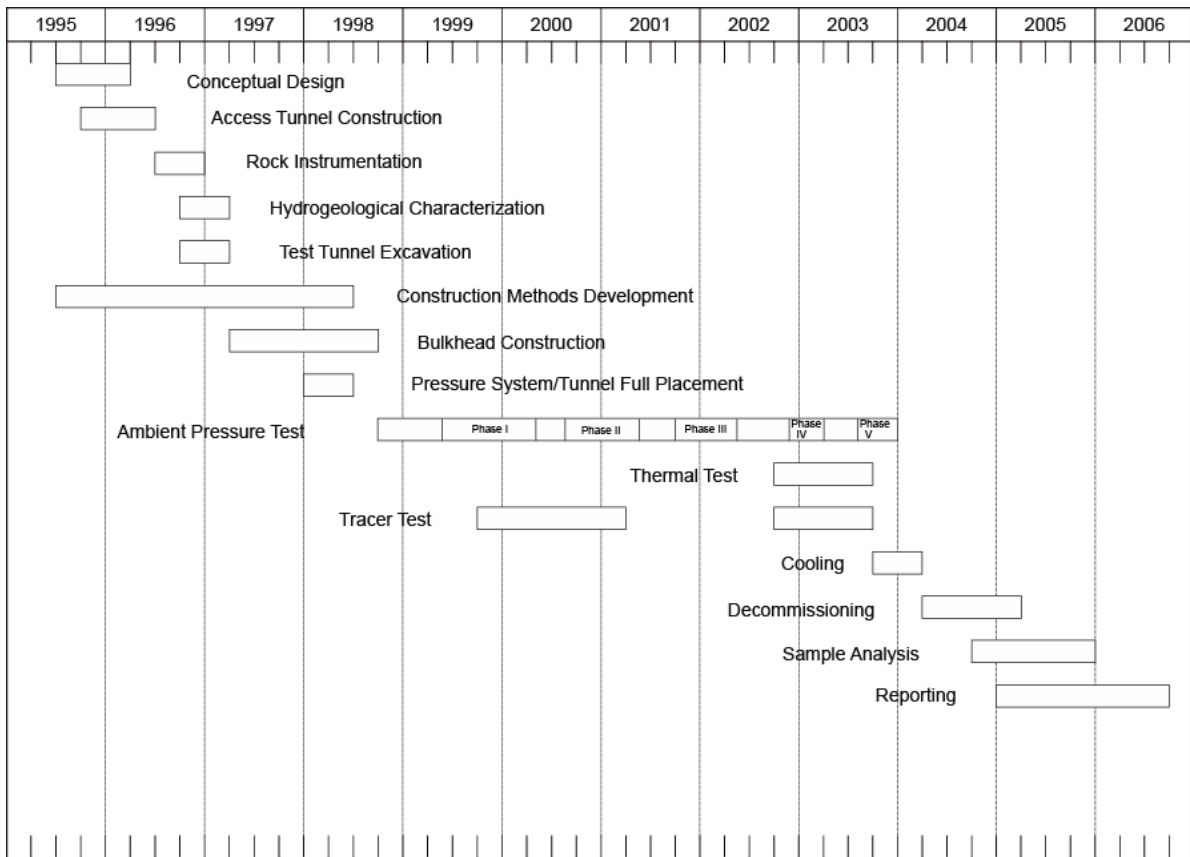 1995 1996 1997 1998 1999 2000 2001 2002 2003 2004 2005 2006
Conceptual Design
Access Tunnel Construction
Rock Instrumentation
Hydrogeological Characterization
Test Tunnel Excavation
Construction Methods Development
Bulkhead Construction
Pressure System/Tunnel Full Placement
Ambient Pressure Test
Phase I
Phase II
Phase III
Phase
IV
Phase
V
Thermal Test
Tracer Test
Cooling
Decommissioning
Sample Analysis
Reporting